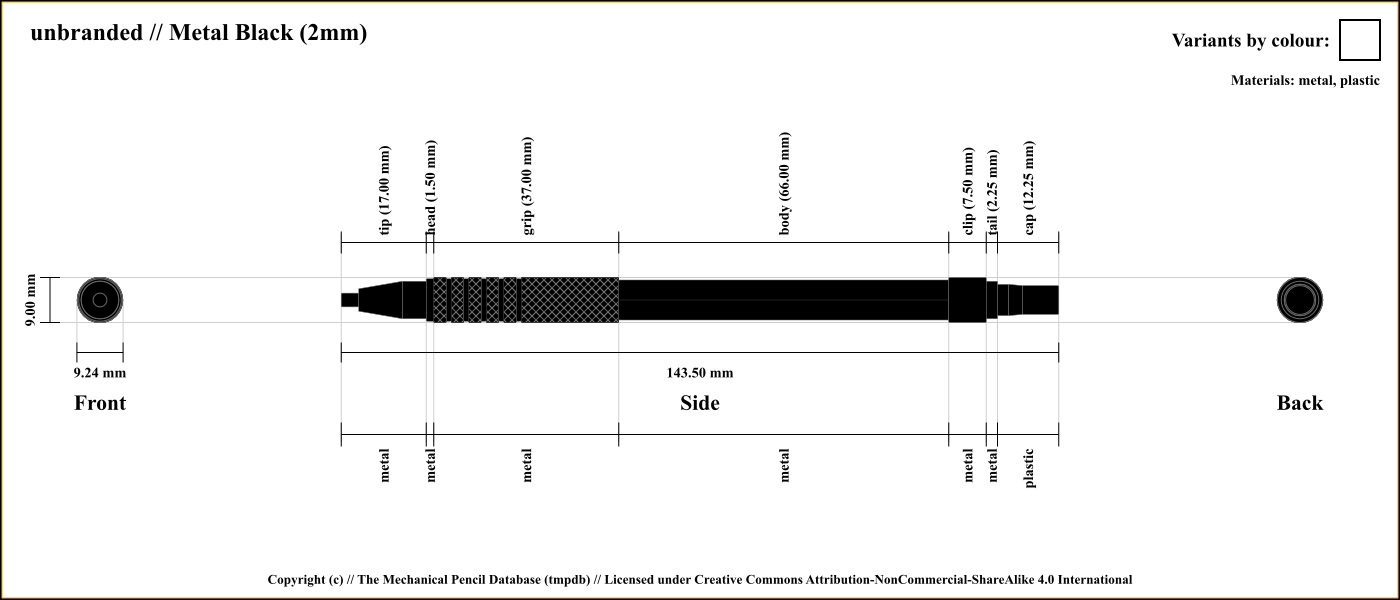 unbranded // Metal Black (2mm)
Variants by colour:
Materials: metal, plastic
tip (17.00 mm)
head (1.50 mm)
grip (37.00 mm)
body (66.00 mm)
clip (7.50 mm)
tail (2.25 mm)
cap (12.25 mm)
9.00 mm
9.24 mm
143.50 mm
Front
Side
Back
metal
metal
metal
metal
metal
metal
plastic
Copyright (c) // The Mechanical Pencil Database (tmpdb) // Licensed under Creative Commons Attribution-NonCommercial-ShareAlike 4.0 International